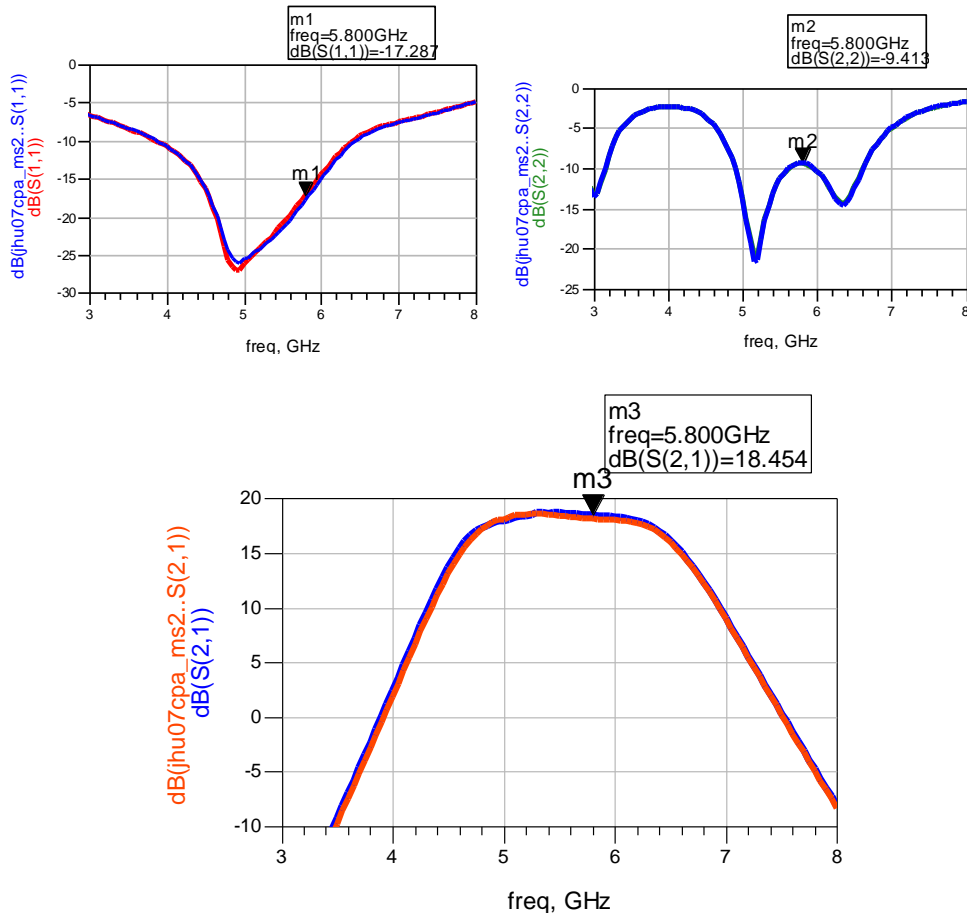 m1
freq=5.800GHz
dB(S(1,1))=-17.287
m2
freq=5.800GHz
dB(S(2,2))=-9.413
dB(jhu07cpa_ms2..S(1,1))
dB(S(1,1))
0
-5
-10
-15
-20
-25
-30
m1
3 4 5 6 7 8
freq, GHz
dB(jhu07cpa_ms2..S(2,2))
dB(S(2,2))
0
-5
-10
-15
-20
-25
m2
3 4 5 6 7 8
freq, GHz
m3
freq=5.800GHz
dB(S(2,1))=18.454
m3
dB(jhu07cpa_ms2..S(2,1))
dB(S(2,1))
20
15
10
5
0
-5
-10
3 4 5 6 7 8
freq, GHz